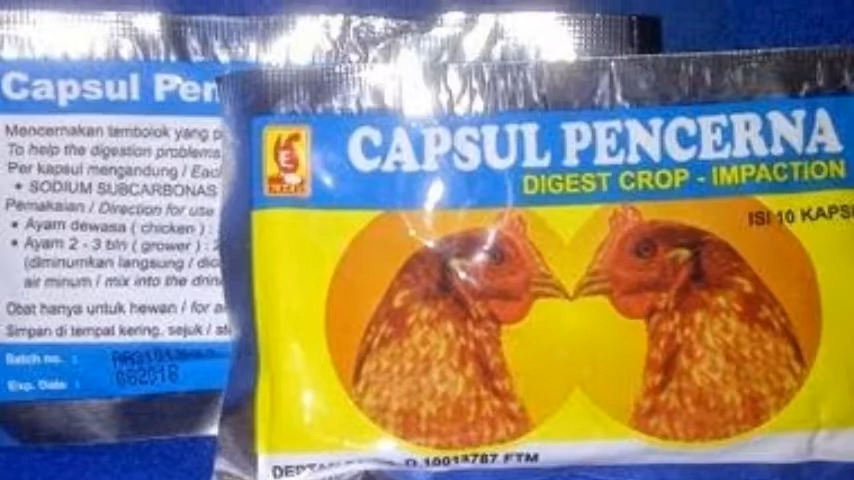 Capsul Pen
Mencernakan tembolok yang p
To help the digestion problems
Per kapsul mengandung / Each
• SODIUM SUBCARBONAS
Pemakaian / Direction for use
• Ayam dewasa ( chicken ) :
• Ayam 2 - 3 bln ( grower ) : 2
(diminumkan langsung / dic
air minum / mix into the drin
Obat hanya untuk hewan / for a
Simpan di tempat kering, sejuk / st
Batch no. :
Exp. Date : 082018
CAPSUL PENCERNA
DIGEST CROP - IMPACTION
ISI 10 KAPS
E
FTM